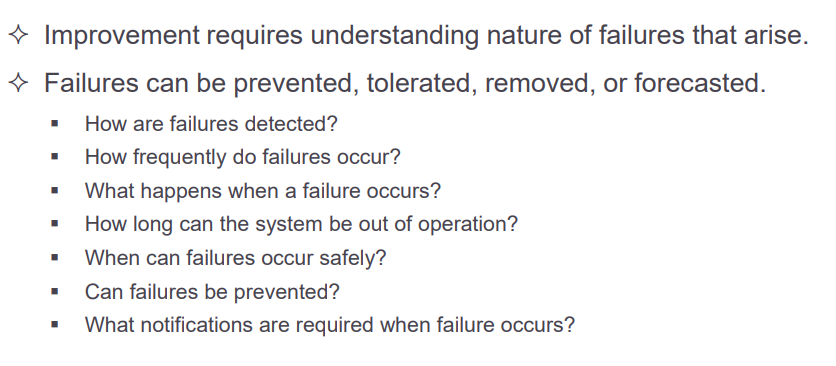 ✧ Improvement requires understanding nature of failures that arise.
✧ Failures can be prevented, tolerated, removed, or forecasted.
▪ How are failures detected?
▪ How frequently do failures occur?
▪ What happens when a failure occurs?
▪ How long can the system be out of operation?
▪ When can failures occur safely?
▪ Can failures be prevented?
▪ What notifications are required when failure occurs?